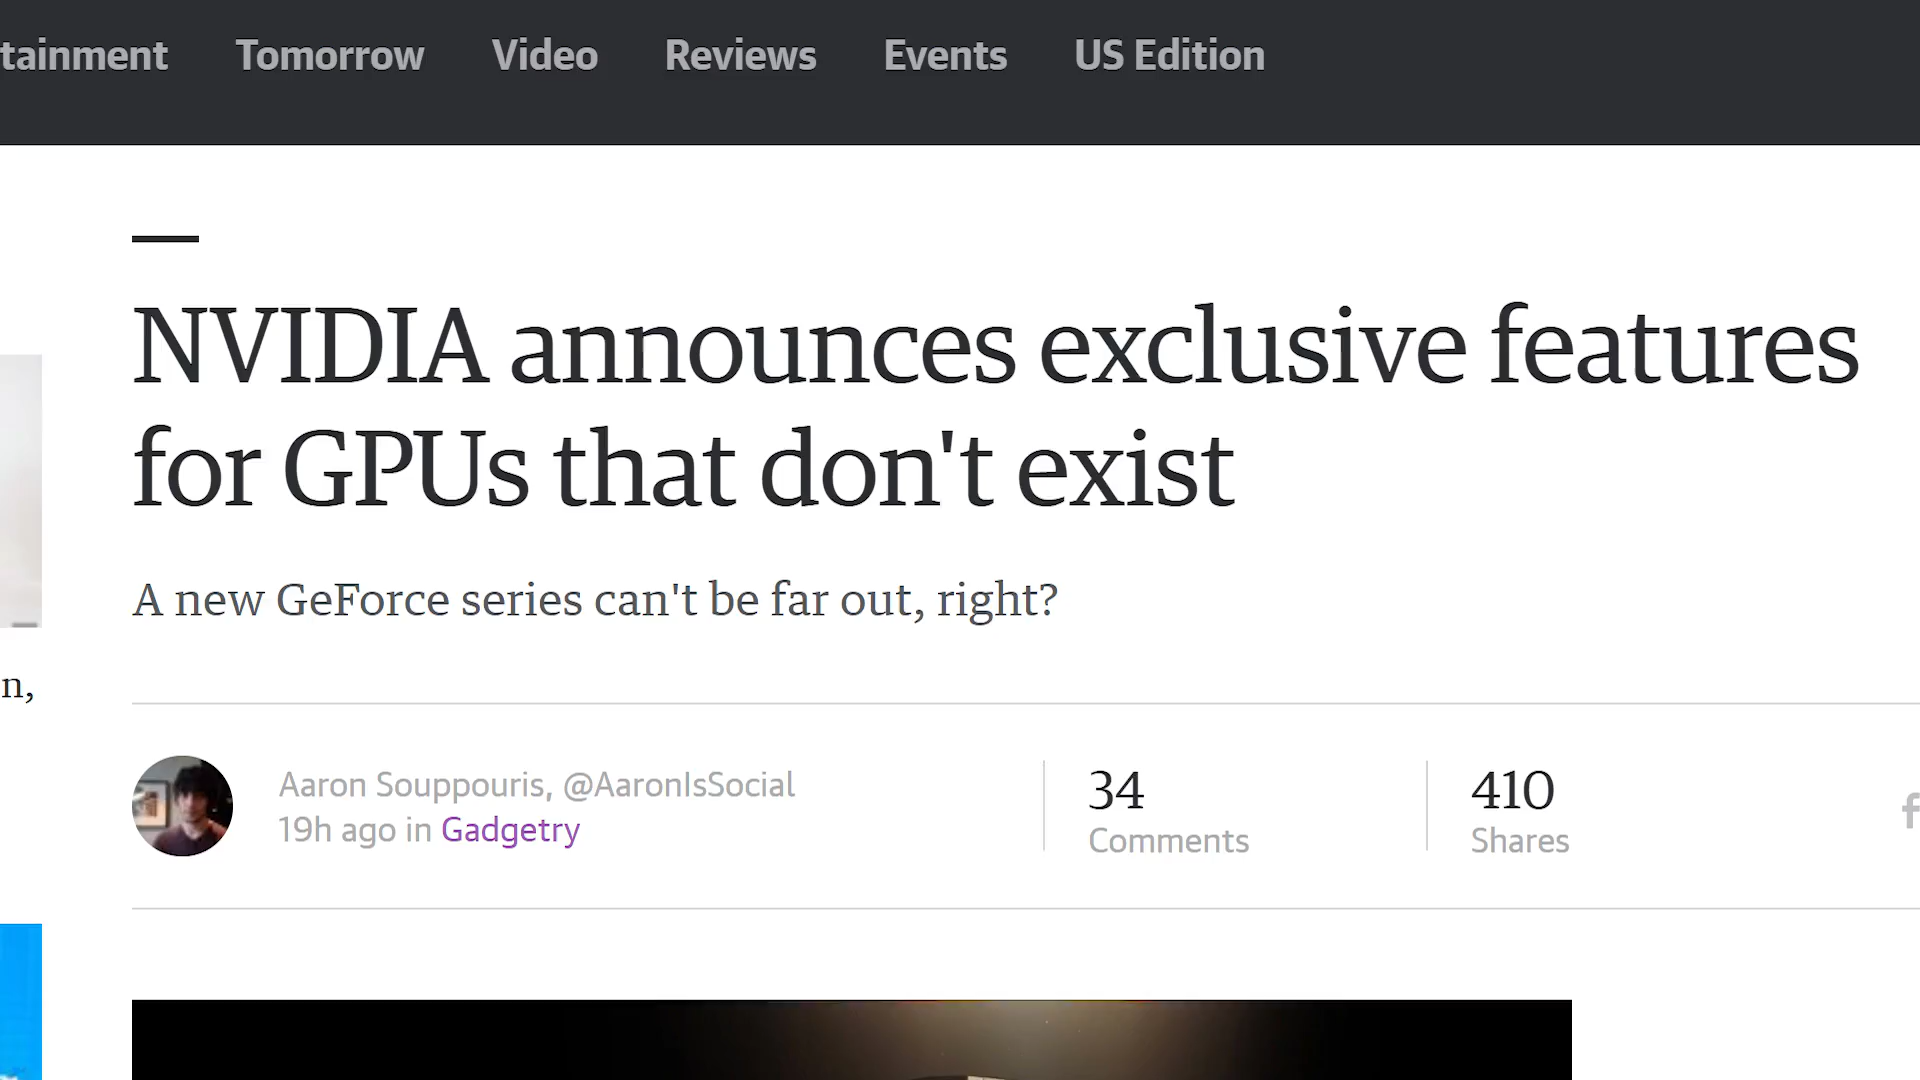 tainment Tomorrow Video Reviews Events US Edition
NVIDIA announces exclusive features
for GPUs that don't exist
A new GeForce series can't be far out, right?
n,
Aaron Souppouris, @AaronIsSocial
19h ago in Gadgetry
34
Comments
410
Shares
f